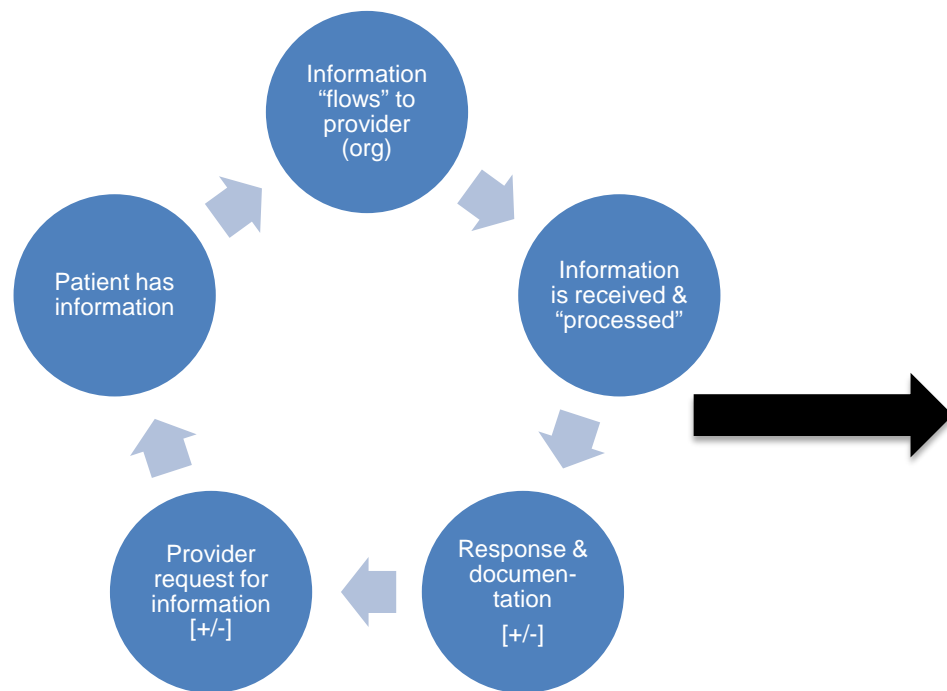 Information
“flows” to
provider
(org)
Patient has
information
Information
is received &
“processed”
Provider
request for
information
[+/-]
Response &
documen-
tation
[+/-]